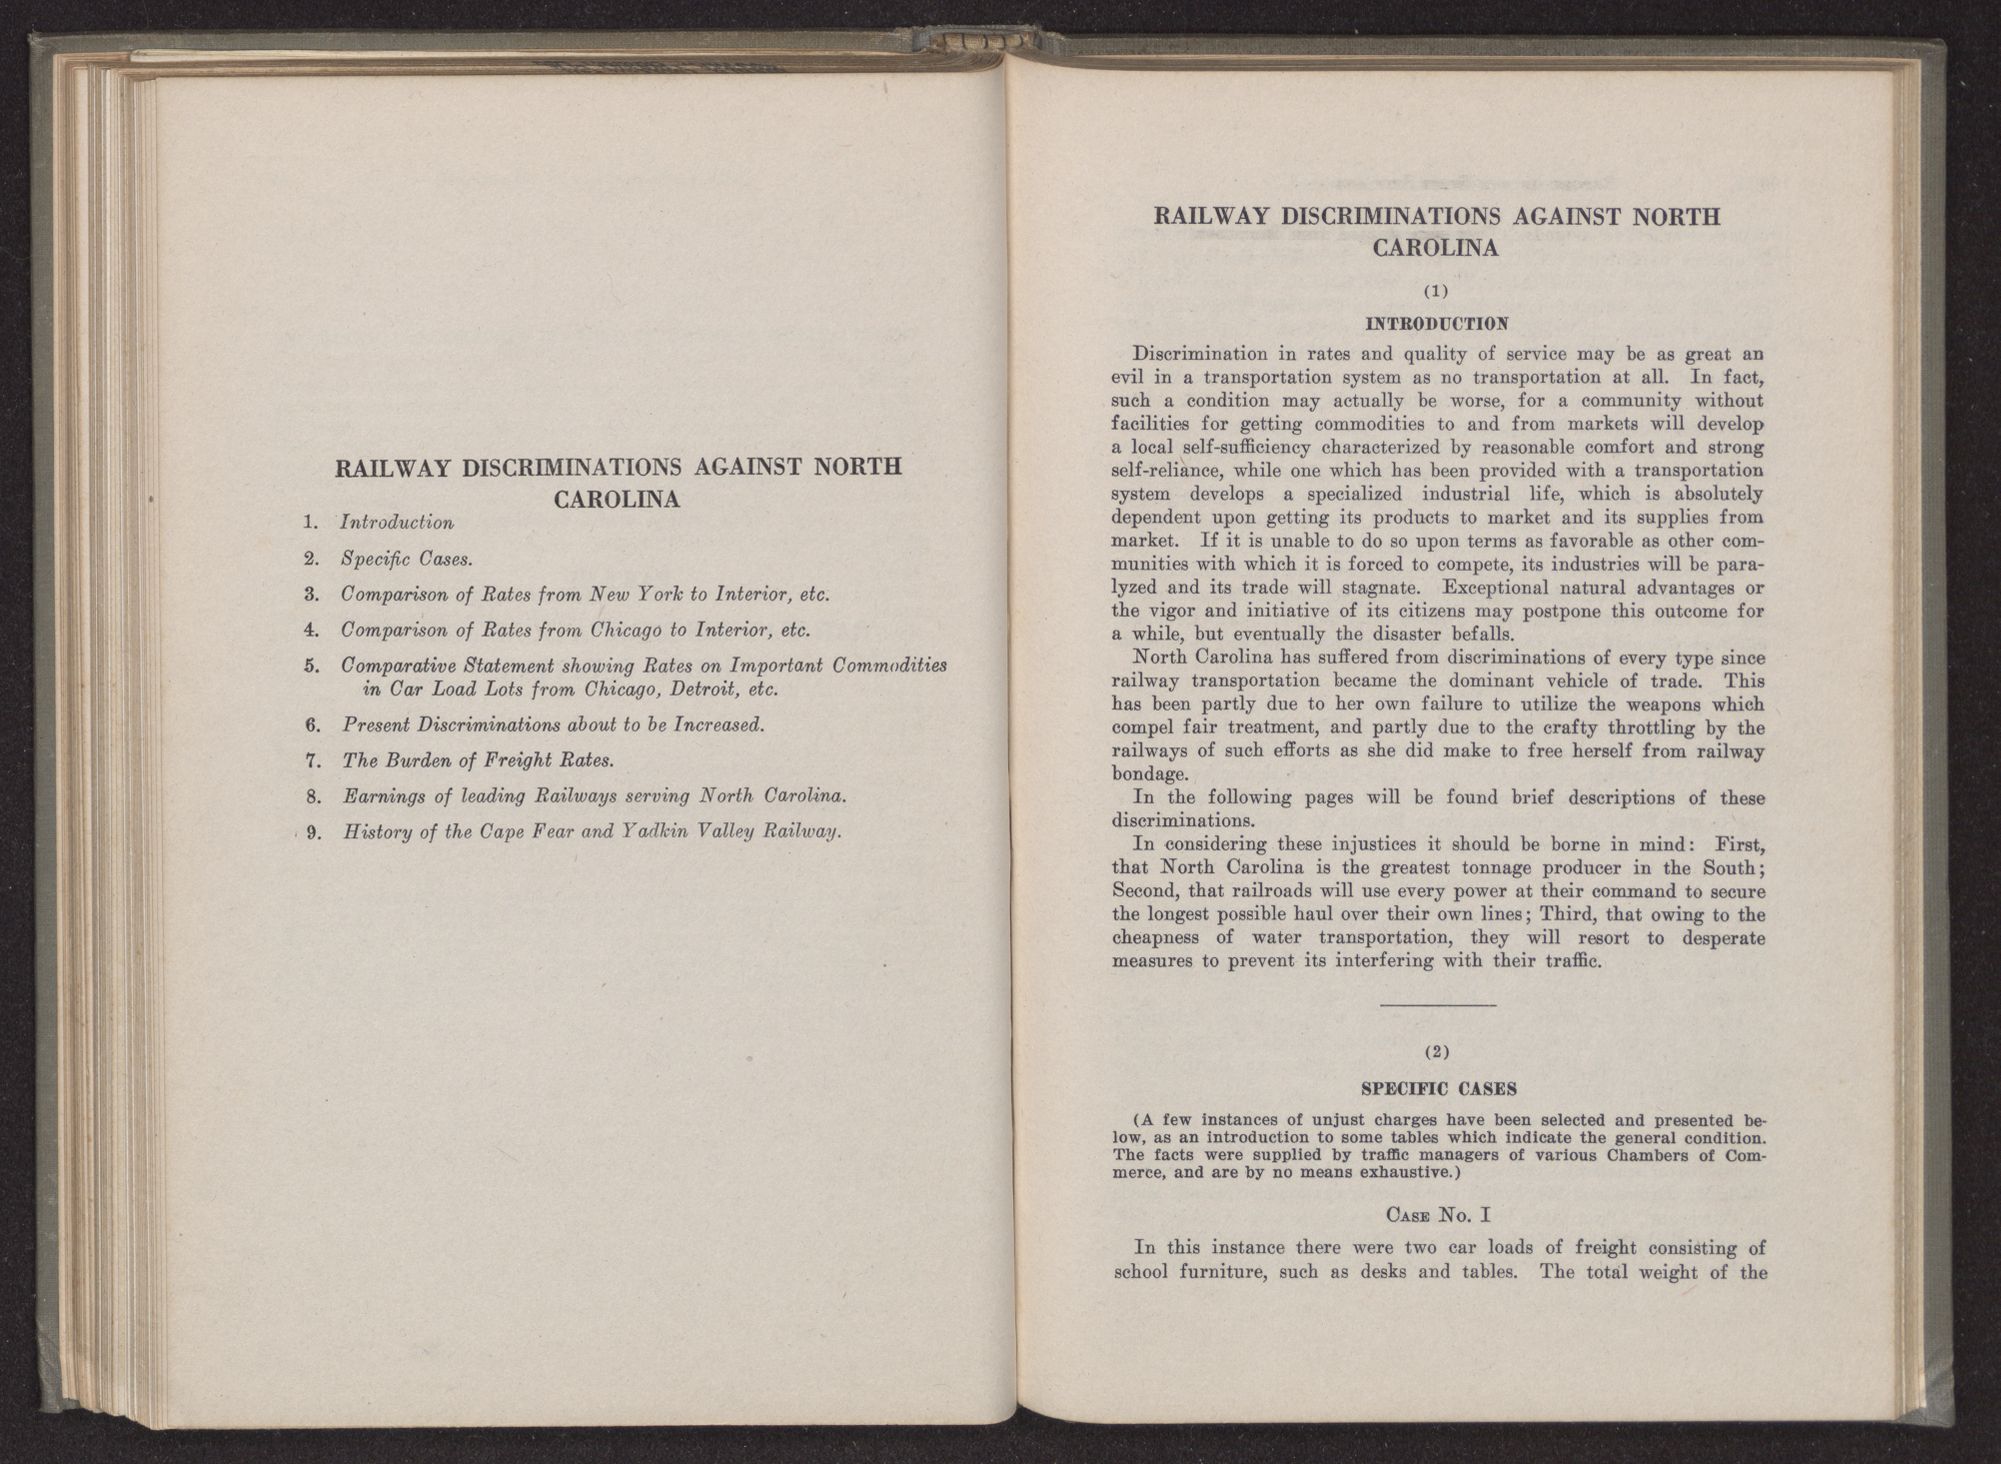 RAILWAY DISCRIMINATIONS AGAINST NORTH
CAROLINA
1. Introduction
2. Specific Cases.
3. Comparison of Rates from New York to Interior, etc.
4. Comparison of Rates from Chicago to Interior, etc.
5. Comparative Statement showing Rates on Important Commodities
in Car Load Lots from Chicago, Detroit, etc.
6. Present Discriminations about to be Increased.
7. The Burden of Freight Rates.
8. Earnings of leading Railways serving North Carolina.
9. History of the Cape Fear and Yadkin Valley Railway.
RAILWAY DISCRIMINATIONS AGAINST NORTH
CAROLINA
(1)
INTRODUCTION
Discrimination in rates and quality of service may be as great an
evil in a transportation system as no transportation at all. In fact,
such a condition may actually be worse, for a community without
facilities for getting commodities to and from markets will develop
a local self-sufficiency characterized by reasonable comfort and strong
self-reliance, while one which has been provided with a transportation
system develops a specialized industrial life, which is absolutely
dependent upon getting its products to market and its supplies from
market. If it is unable to do so upon terms as favorable as other com-
munities with which it is forced to compete, its industries will be para-
lyzed and its trade will stagnate. Exceptional natural advantages or
the vigor and initiative of its citizens may postpone this outcome for
a while, but eventually the disaster befalls.
North Carolina has suffered from discriminations of every type since
railway transportation became the dominant vehicle of trade. This
has been partly due to her own failure to utilize the weapons which
compel fair treatment, and partly due to the crafty throttling by the
railways of such efforts as she did make to free herself from railway
bondage.
In the following pages will be found brief descriptions of these
discriminations.
In considering these injustices it should be borne in mind: First,
that North Carolina is the greatest tonnage producer in the South;
Second, that railroads will use every power at their command to secure
the longest possible haul over their own lines; Third, that owing to the
cheapness of water transportation, they will resort to desperate
measures to prevent its interfering with their traffic.
(2)
SPECIFIC CASES
(A few instances of unjust charges have been selected and presented be-
low, as an introduction to some tables which indicate the general condition.
The facts were supplied by traffic managers of various Chambers of Com-
merce, and are by no means exhaustive.)
CASE NO. I
In this instance there were two car loads of freight consisting of
school furniture, such as desks and tables. The total weight of the